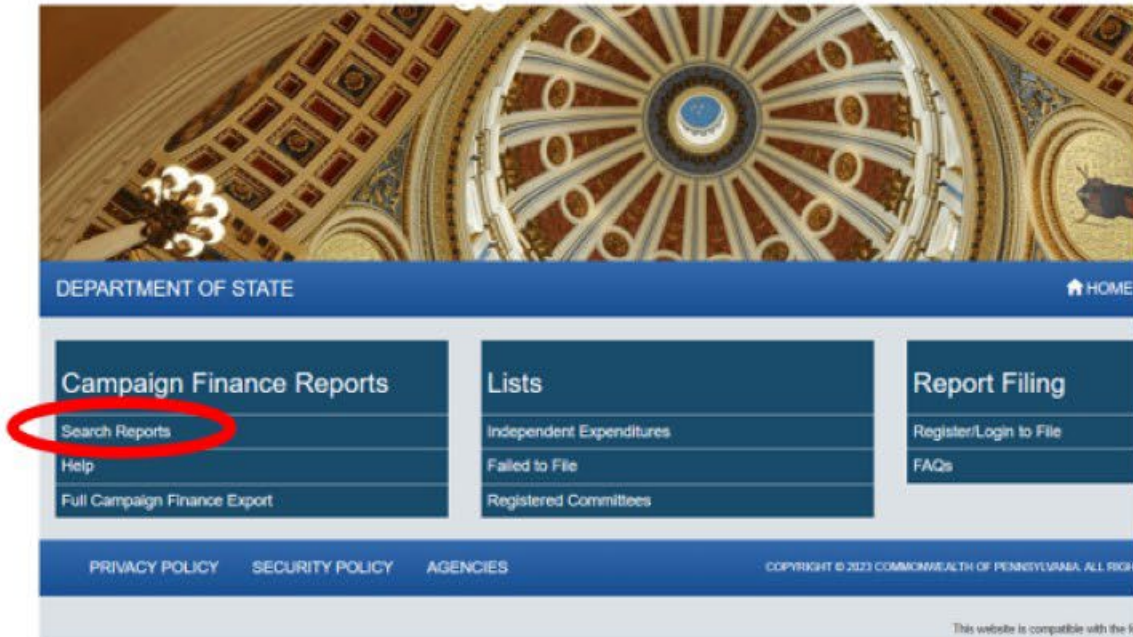 DEPARTMENT OF STATE
HOME
Campaign Finance Reports
Search Reports
Help
Full Campaign Finance Export
Lists
Independent Expenditures
Failed to File
Registered Committees
Report Filing
Register/Login to File
FAQs
PRIVACY POLICY SECURITY POLICY AGENCIES
COPYRIGHT © 2023 COMMONWEALTH OF PENNSYLVANIA. ALL
This website is compatible with the